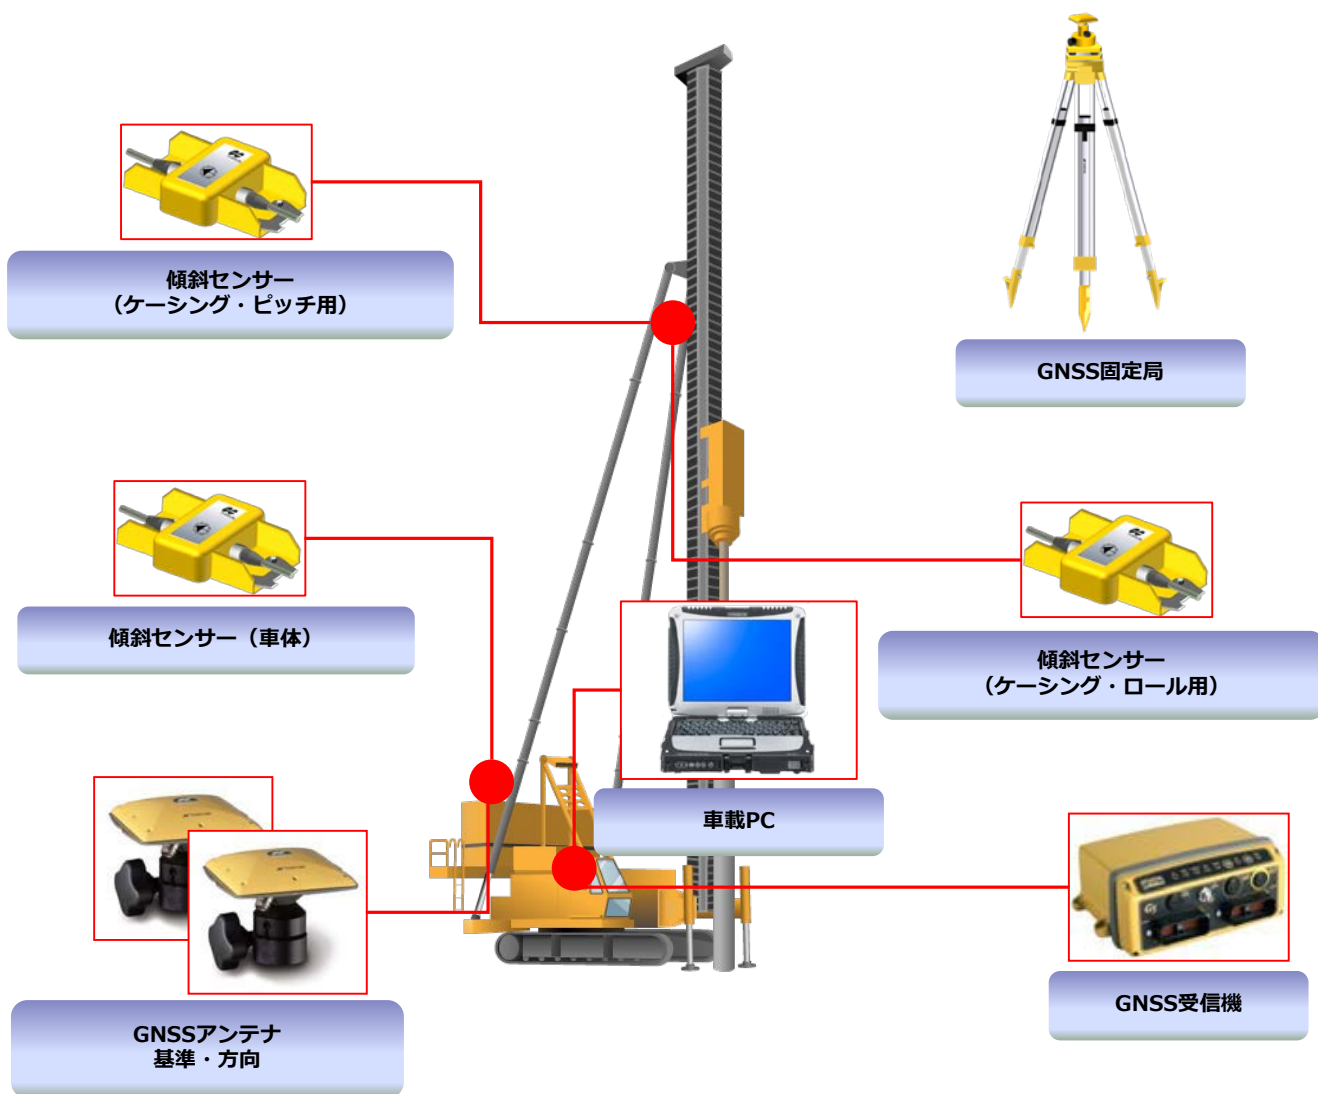 傾斜センサー
（ケーシング・ピッチ用）
GNSS固定局
傾斜センサー（車体）
傾斜センサー
（ケーシング・ロール用）
車載PC
GNSS受信機
GNSSアンテナ
基準・方向